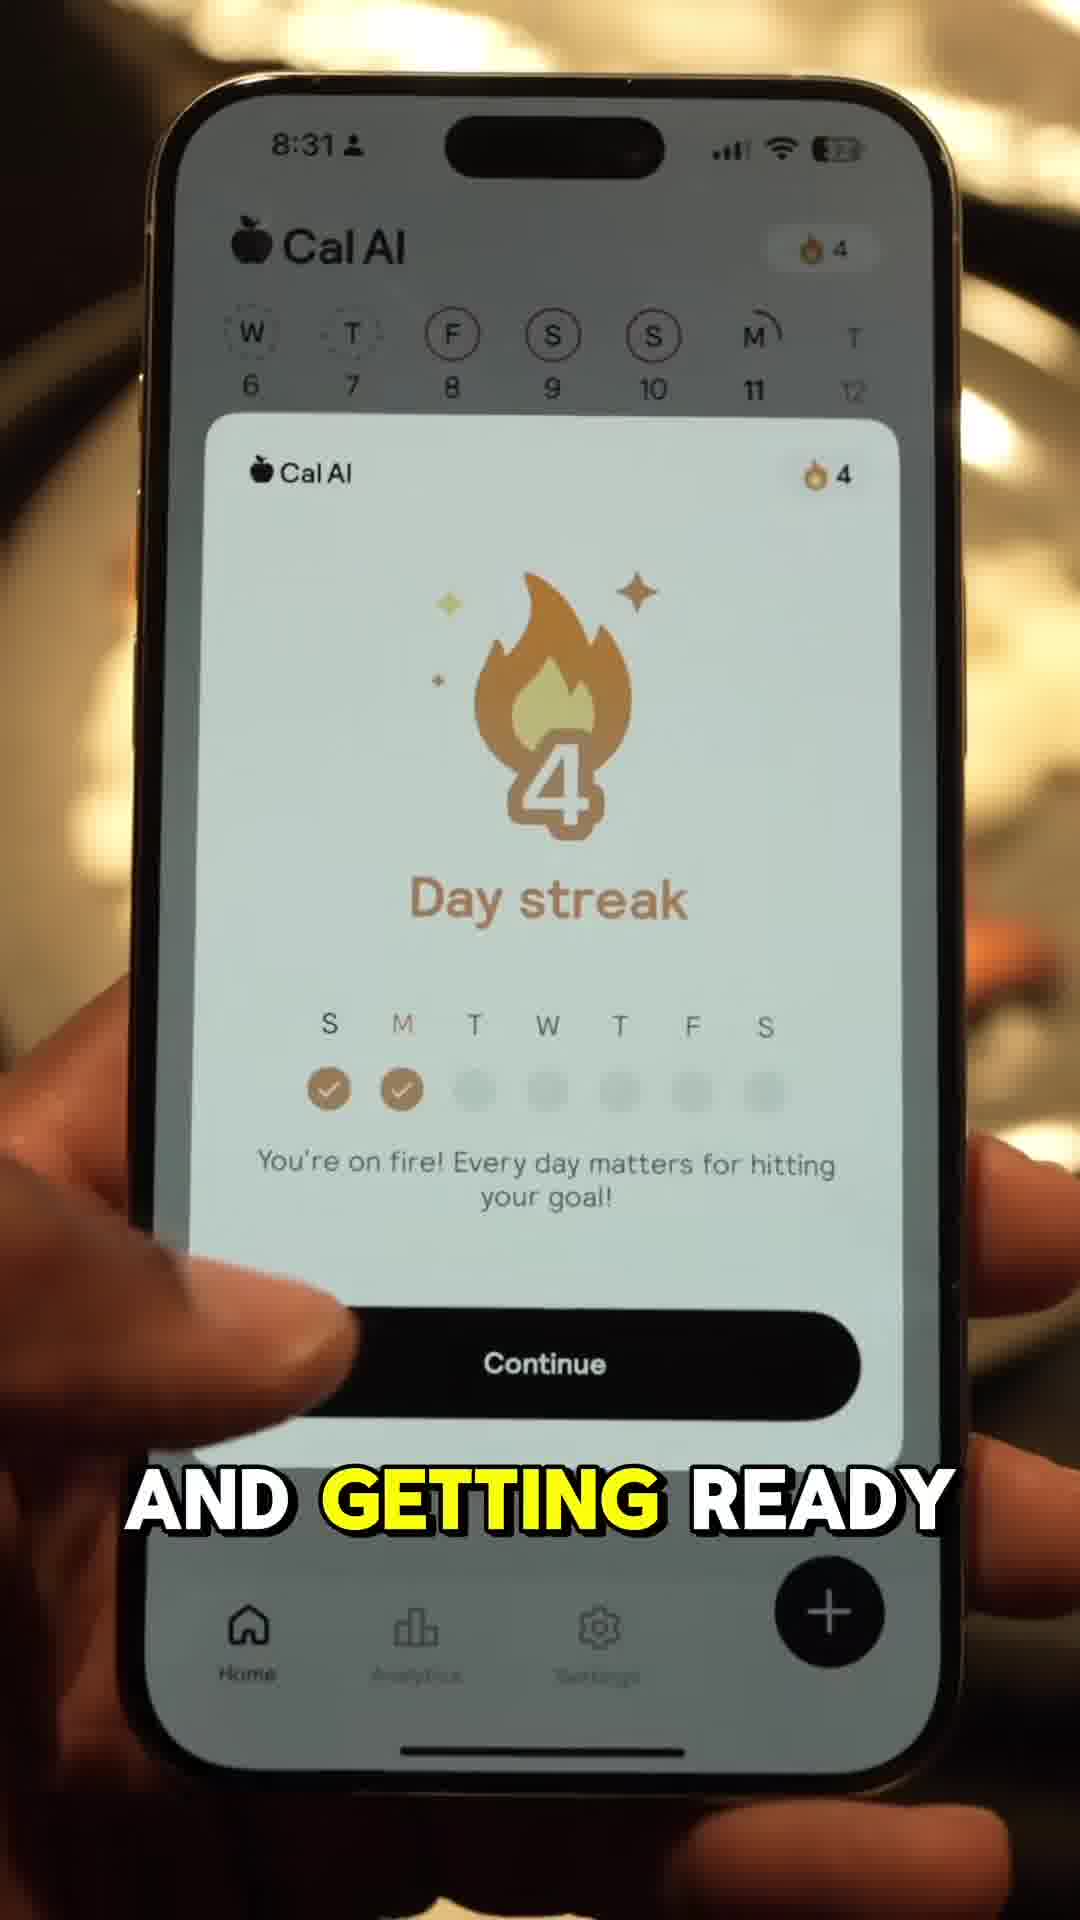 8:31
Cal AI
4
W T F S S M T
6 7 8 9 10 11 12
Cal AI
4
4
Day streak
S M T W T F S
You're on fire! Every day matters for hitting
your goal!
Continue
AND GETTING READY
Home Analytics Settings